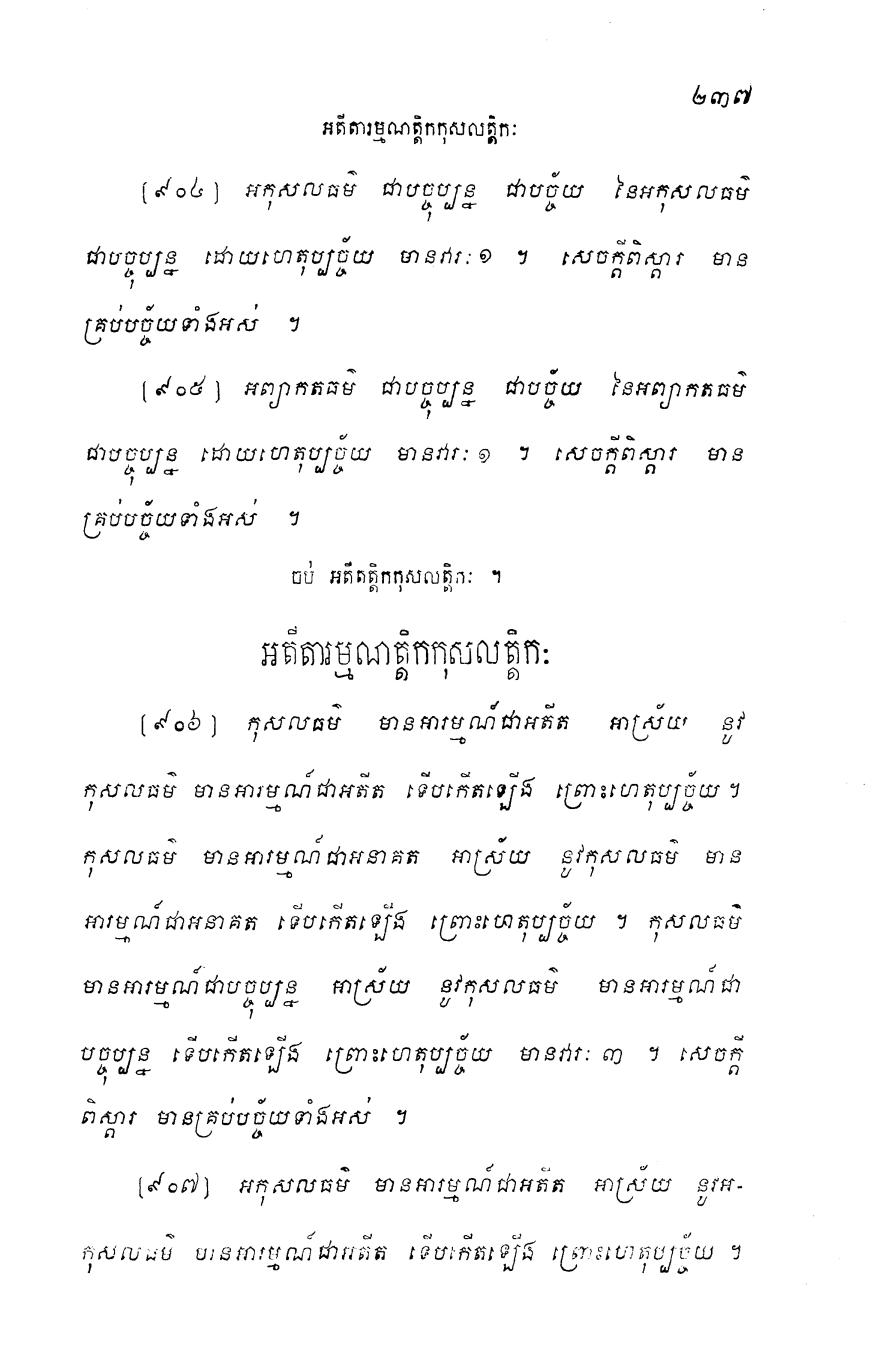 ២៣៧
អតីតារម្មណត្តិកកុសលត្តិកៈ
[៩០៤] អកុសលធម៌ ជាបច្ចុប្បន្ន ជាបច្ច័យ នៃអកុសលធម៌
ជាបច្ចុប្បន្ន ដោយហេតុប្បច្ច័យ មានវារៈ ១ ។ សេចក្តីពិស្តារ មាន
គ្រប់បច្ច័យទាំងអស់ ។
[៩០៥] អព្យាកតធម៌ ជាបច្ចុប្បន្ន ជាបច្ច័យ នៃអព្យាកតធម៌
ជាបច្ចុប្បន្ន ដោយហេតុប្បច្ច័យ មានវារៈ ១ ។ សេចក្តីពិស្តារ មាន
គ្រប់បច្ច័យទាំងអស់ ។
ចប់ អតីតត្តិកកុសលត្តិកៈ ។
អតីតារម្មណត្តិកកុសលត្តិកៈ
[៩០៦] កុសលធម៌ មានអារម្មណ៍ជាអតីត អាស្រ័យ នូវ
កុសលធម៌ មានអារម្មណ៍ជាអតីត ទើបកើតឡើង ព្រោះហេតុប្បច្ច័យ ។
កុសលធម៌ មានអារម្មណ៍ជាអនាគត អាស្រ័យ នូវកុសលធម៌ មាន
អារម្មណ៍ជាអនាគត ទើបកើតឡើង ព្រោះហេតុប្បច្ច័យ ។ កុសលធម៌
មានអារម្មណ៍ជាបច្ចុប្បន្ន អាស្រ័យ នូវកុសលធម៌ មានអារម្មណ៍ជា
បច្ចុប្បន្ន ទើបកើតឡើង ព្រោះហេតុប្បច្ច័យ មានវារៈ ៣ ។ សេចក្តី
ពិស្តារ មានគ្រប់បច្ច័យទាំងអស់ ។
[៩០៧] អកុសលធម៌ មានអារម្មណ៍ជាអតីត អាស្រ័យ នូវអ-
កុសលធម៌ មានអារម្មណ៍ជាអតីត ទើបកើតឡើង ព្រោះហេតុប្បច្ច័យ ។